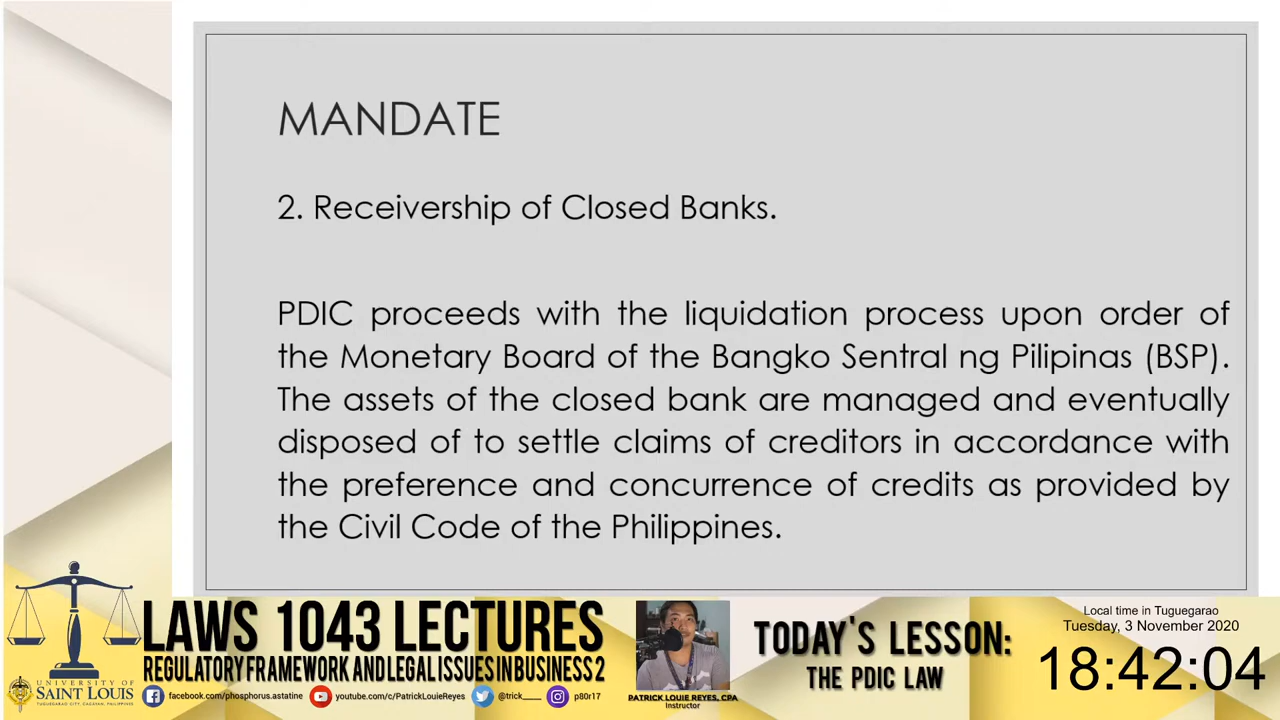 MANDATE
2. Receivership of Closed Banks.
PDIC proceeds with the liquidation process upon order of
the Monetary Board of the Bangko Sentral ng Pilipinas (BSP).
The assets of the closed bank are managed and eventually
disposed of to settle claims of creditors in accordance with
the preference and concurrence of credits as provided by
the Civil Code of the Philippines.
UNIVERSITY OF
SAINT LOUIS
TUGUEGARAO CITY, CAGAYAN, PHILIPPINES
LAWS 1043 LECTURES
REGULATORY FRAMEWORK AND LEGAL ISSUES IN BUSINESS 2
facebook.com/phosphorus.astatine
youtube.com/c/PatrickLouieReyes
@trick____
p80r17
PATRICK LOUIE REYES, CPA
Instructor
TODAY'S LESSON:
THE PDIC LAW
Local time in Tuguegarao
Tuesday, 3 November 2020
18:42:04